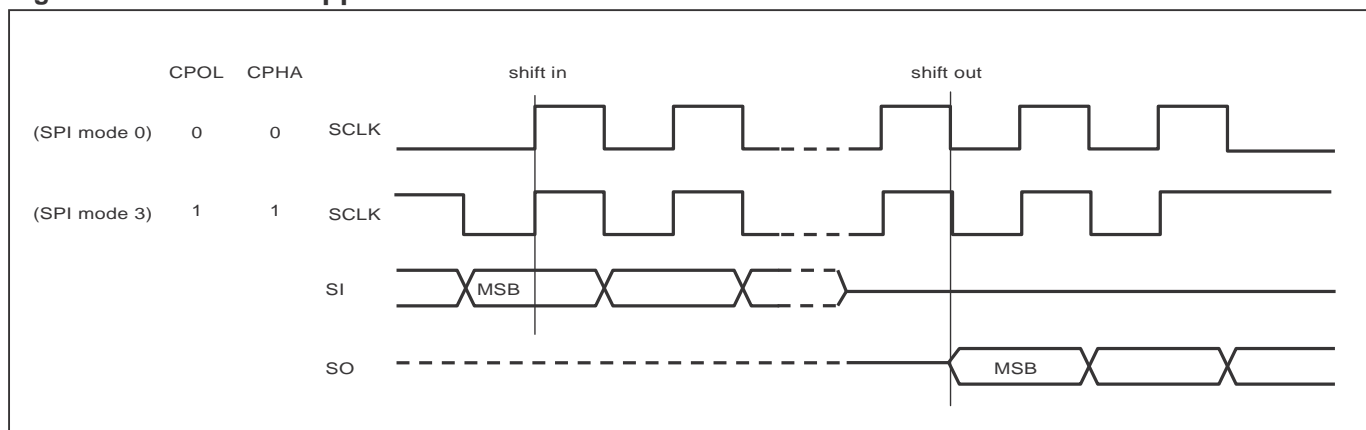 CPOL CPHA shift in shift out
(SPI mode 0) 0 0 SCLK
(SPI mode 3) 1 1 SCLK
SI MSB
SO MSB